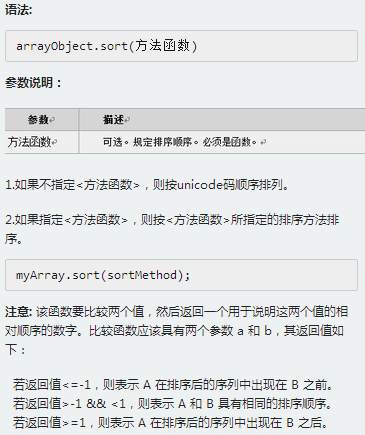 语法:
arrayObject.sort(方法函数)
参数说明：
参数 描述
方法函数 可选。规定排序顺序。必须是函数。
1.如果不指定<方法函数>，则按unicode码顺序排列。
2.如果指定<方法函数>，则按<方法函数>所指定的排序方法排
序。
myArray.sort(sortMethod);
注意: 该函数要比较两个值，然后返回一个用于说明这两个值的相
对顺序的数字。比较函数应该具有两个参数 a 和 b，其返回值如
下：
若返回值<=-1，则表示 A 在排序后的序列中出现在 B 之前。
若返回值>-1 && <1，则表示 A 和 B 具有相同的排序顺序。
若返回值>=1，则表示 A 在排序后的序列中出现在 B 之后。